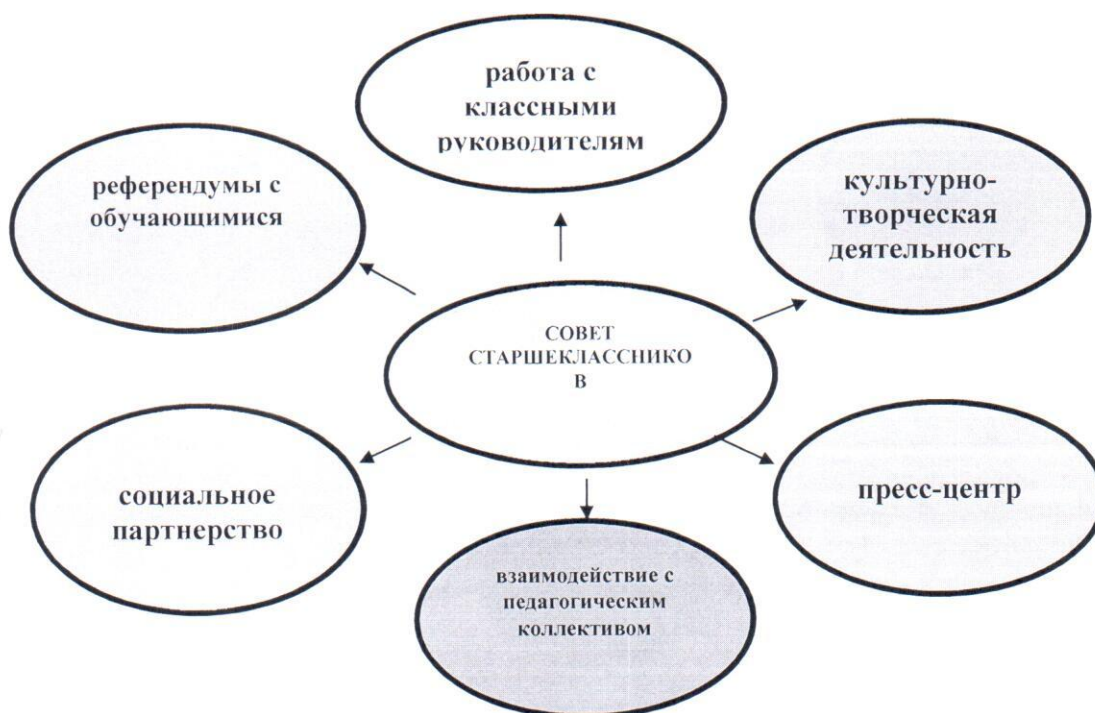 работа с
классными
руководителям
референдумы с
обучающимися
культурно-
творческая
деятельность
СОВЕТ
СТАРШЕКЛАССНИКО
В
социальное
партнерство
пресс-центр
взаимодействие с
педагогическим
коллективом